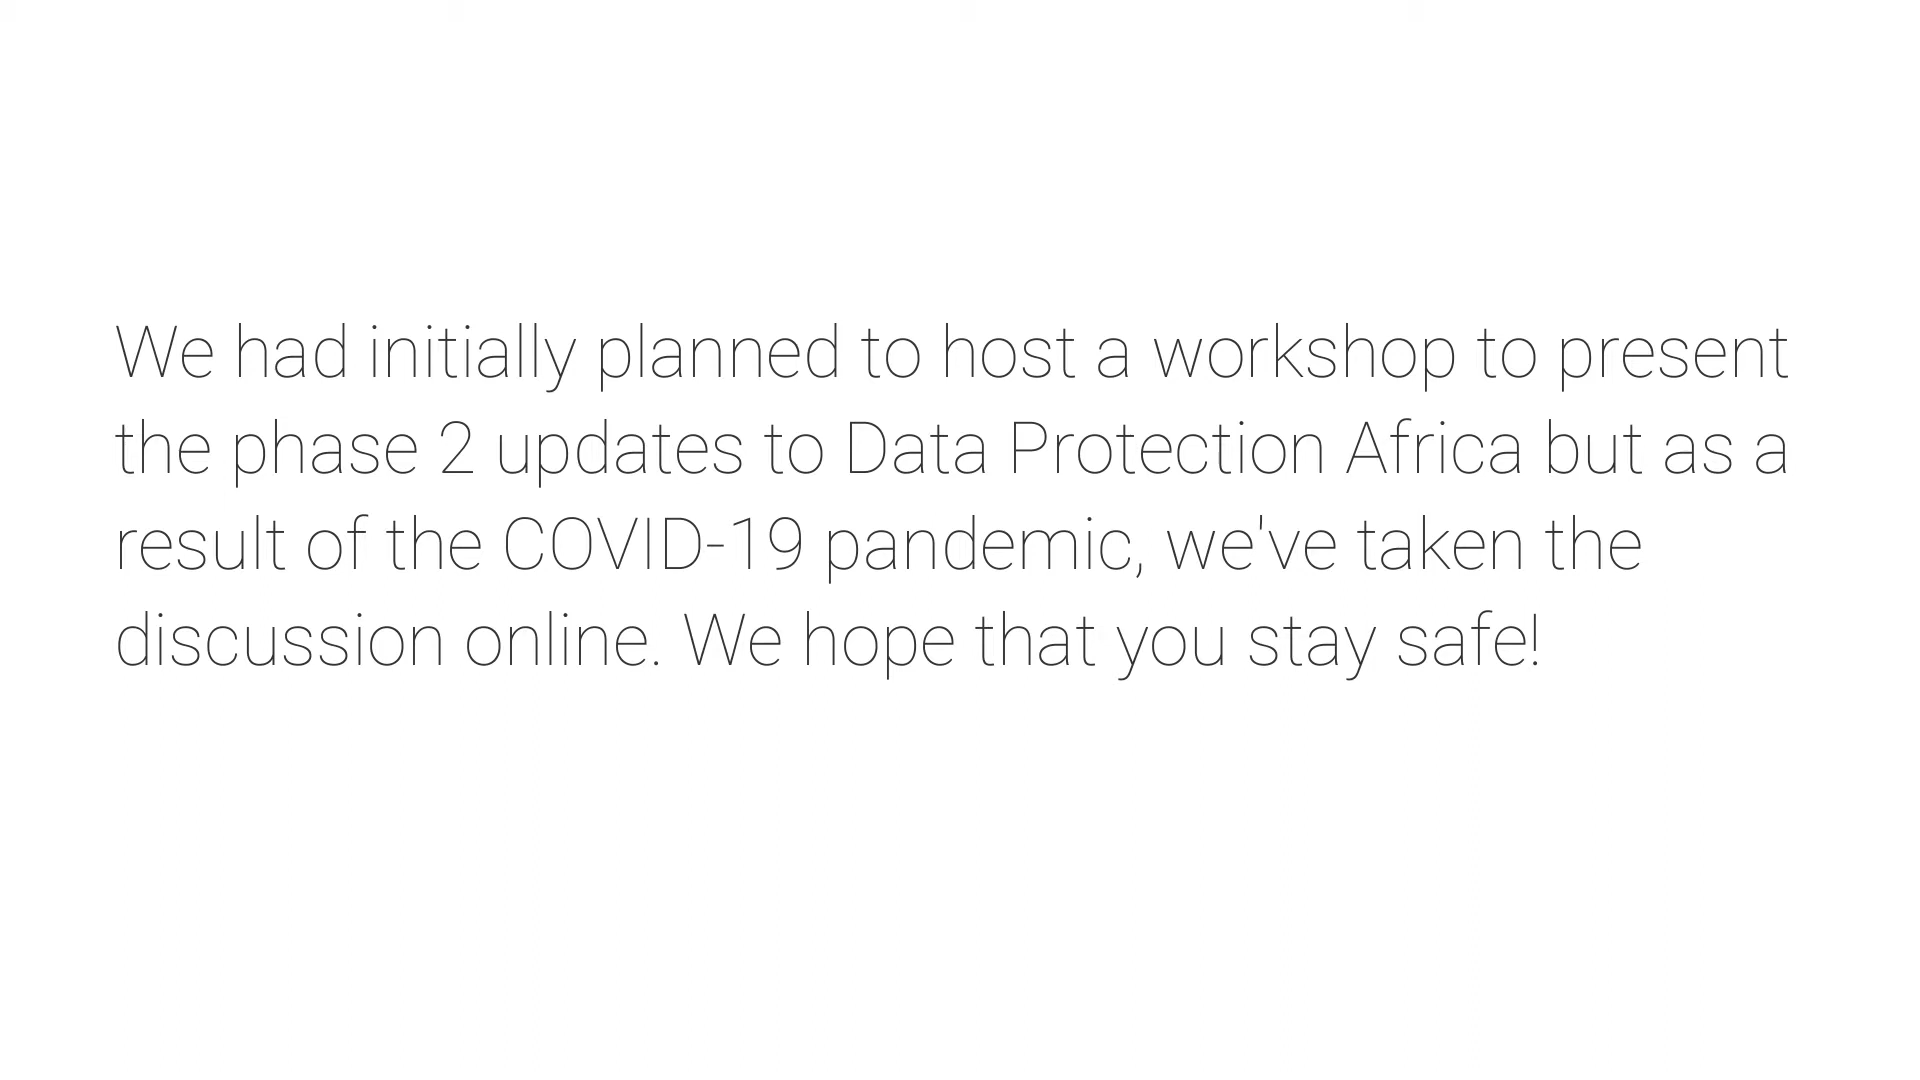 We had initially planned to host a workshop to present
the phase 2 updates to Data Protection Africa but as a
result of the COVID-19 pandemic, we've taken the
discussion online. We hope that you stay safe!